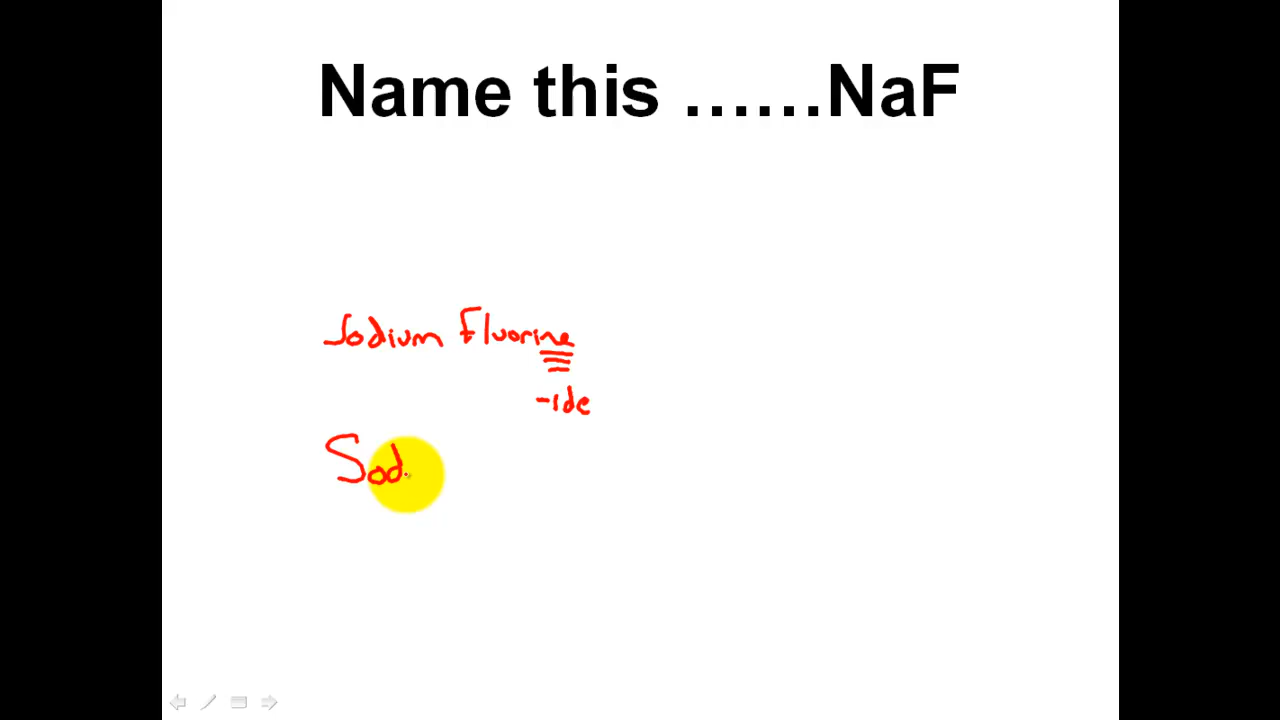 Name this ......NaF
Sodium Fluorine
-ide
Sod